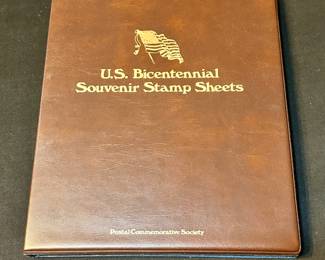 U.S. Bicentennial
Souvenir Stamp Sheets
Postal Commemorative Society